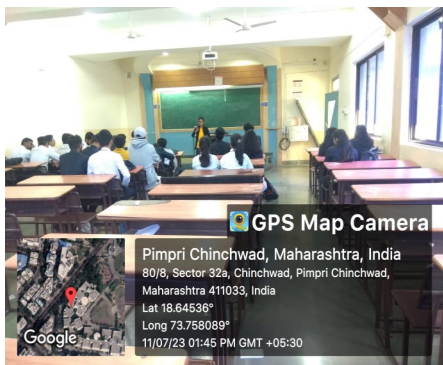 GPS Map Camera
Pimpri Chinchwad, Maharashtra, India
80/8, Sector 32a, Chinchwad, Pimpri Chinchwad,
Maharashtra 411033, India
Lat 18.64536°
Long 73.758089°
11/07/23 01:45 PM GMT +05:30
Google